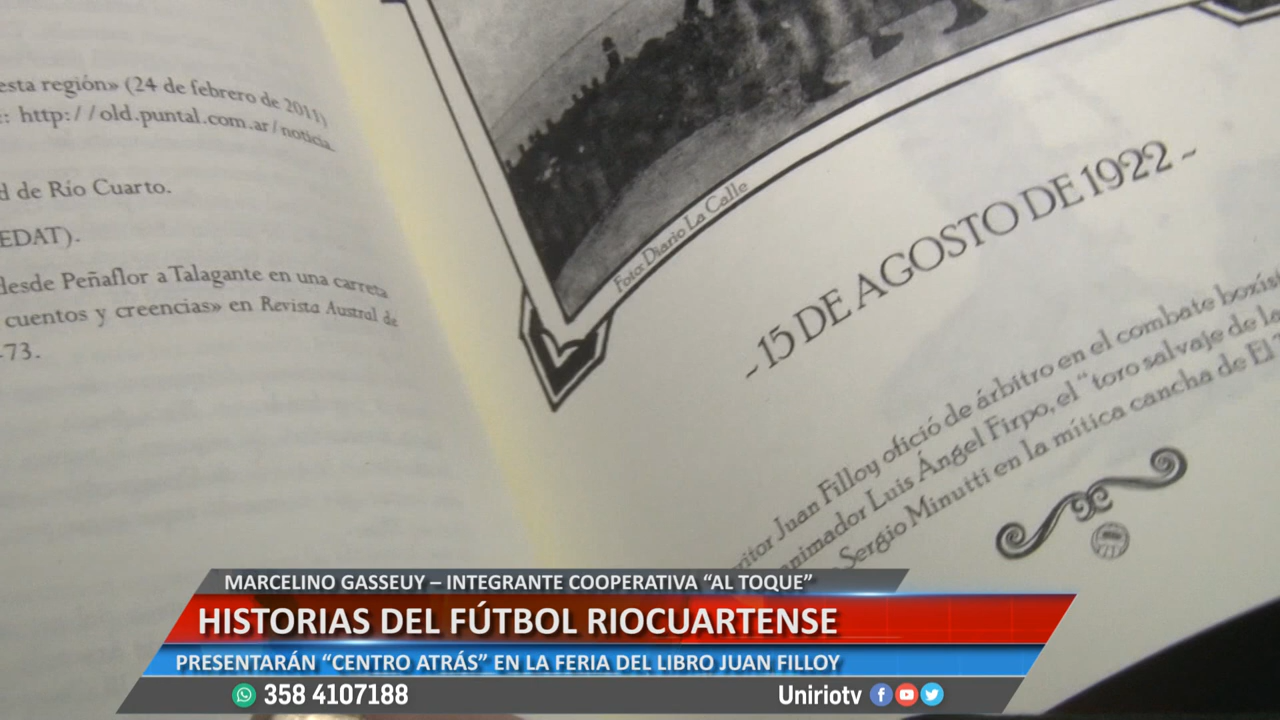 esta región» (24 de febrero de 2011)
: http://old.puntal.com.ar/noticia
d de Río Cuarto.
EDAT).
desde Peñaflor a Talagante en una carreta
cuentos y creencias» en Revista Austral de
-73.
Foto: Diario La Calle
~ 15 DE AGOSTO DE 1922 ~
ritor Juan Filloy ofició de árbitro en el combate boxís
animador Luis Ángel Firpo, el "toro salvaje de la
Sergio Minutti en la mítica cancha de El
MARCELINO GASSEUY – INTEGRANTE COOPERATIVA “AL TOQUE”
HISTORIAS DEL FÚTBOL RIOCUARTENSE
PRESENTARÁN “CENTRO ATRÁS” EN LA FERIA DEL LIBRO JUAN FILLOY
358 4107188
Uniriotv